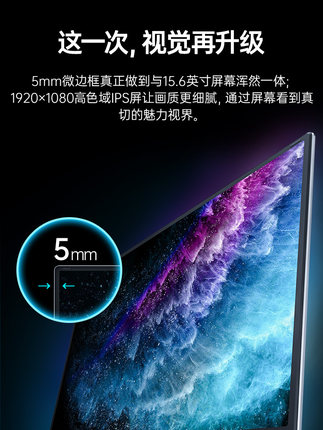 这一次, 视觉再升级
5mm微边框真正做到与15.6英寸屏幕浑然一体;
1920×1080高色域IPS屏让画质更细腻, 通过屏幕看到真
切的魅力视界。
5mm